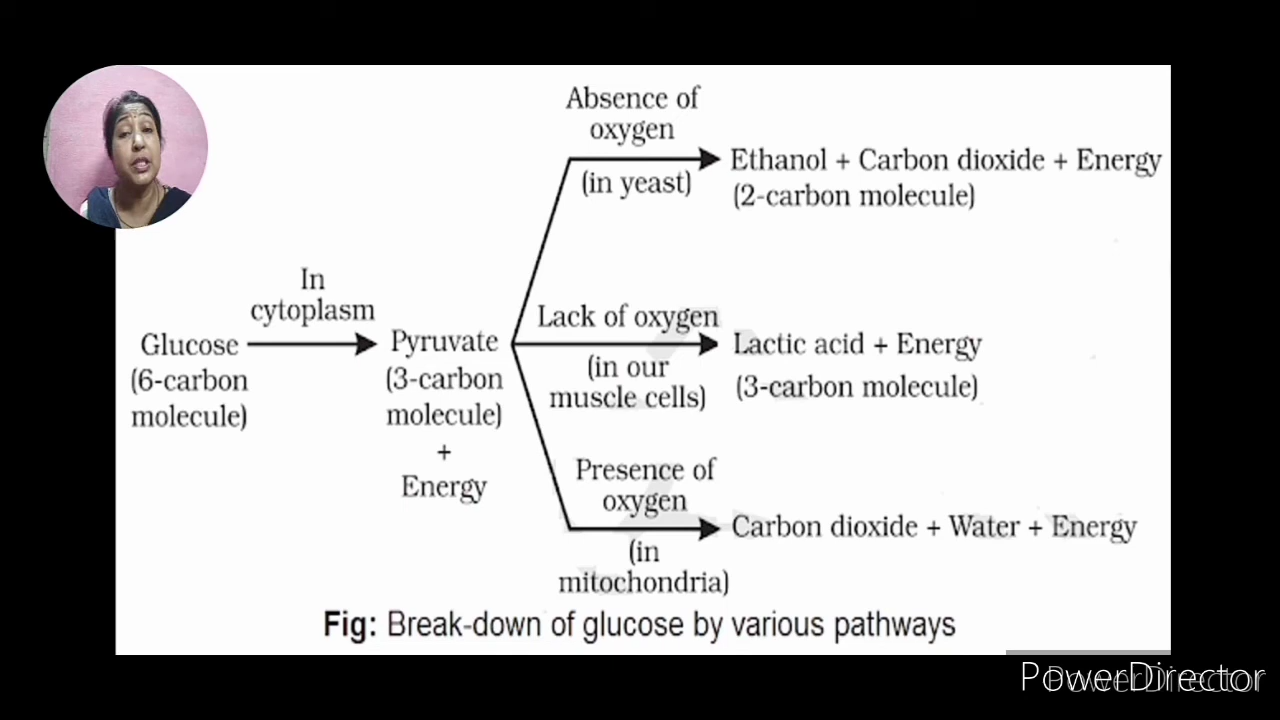 Absence of
oxygen
(in yeast)
Ethanol + Carbon dioxide + Energy
(2-carbon molecule)
In
cytoplasm
Glucose
(6-carbon
molecule)
Pyruvate
(3-carbon
molecule)
+
Energy
Lack of oxygen
(in our
muscle cells)
Lactic acid + Energy
(3-carbon molecule)
Presence of
oxygen
(in
mitochondria)
Carbon dioxide + Water + Energy
Fig: Break-down of glucose by various pathways
PowerDirector
PowerDirector